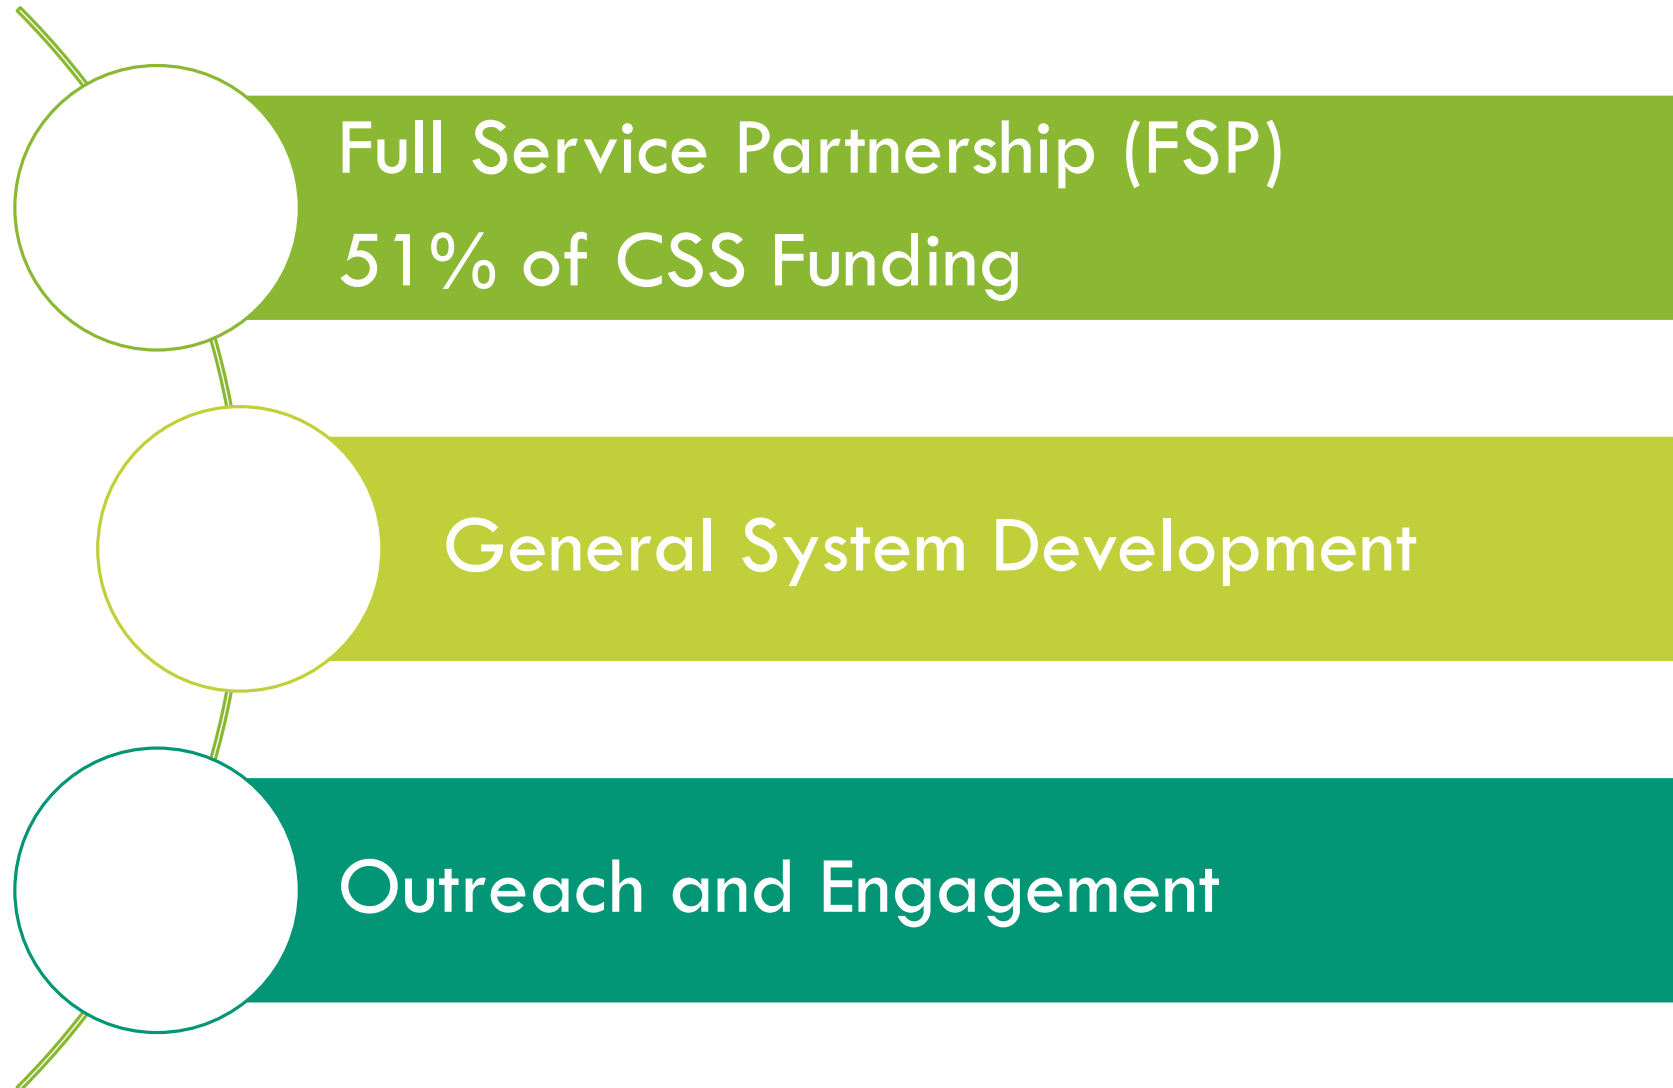 Full Service Partnership (FSP)
51% of CSS Funding
General System Development
Outreach and Engagement